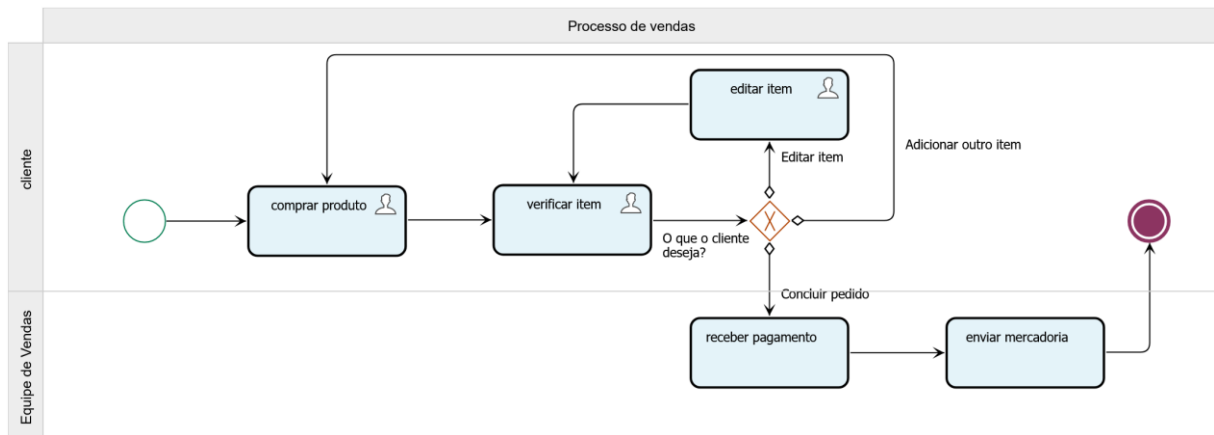 Processo de vendas
cliente
editar item
Adicionar outro item
Editar item
comprar produto
verificar item
O que o cliente
deseja?
Concluir pedido
Equipe de Vendas
receber pagamento
enviar mercadoria